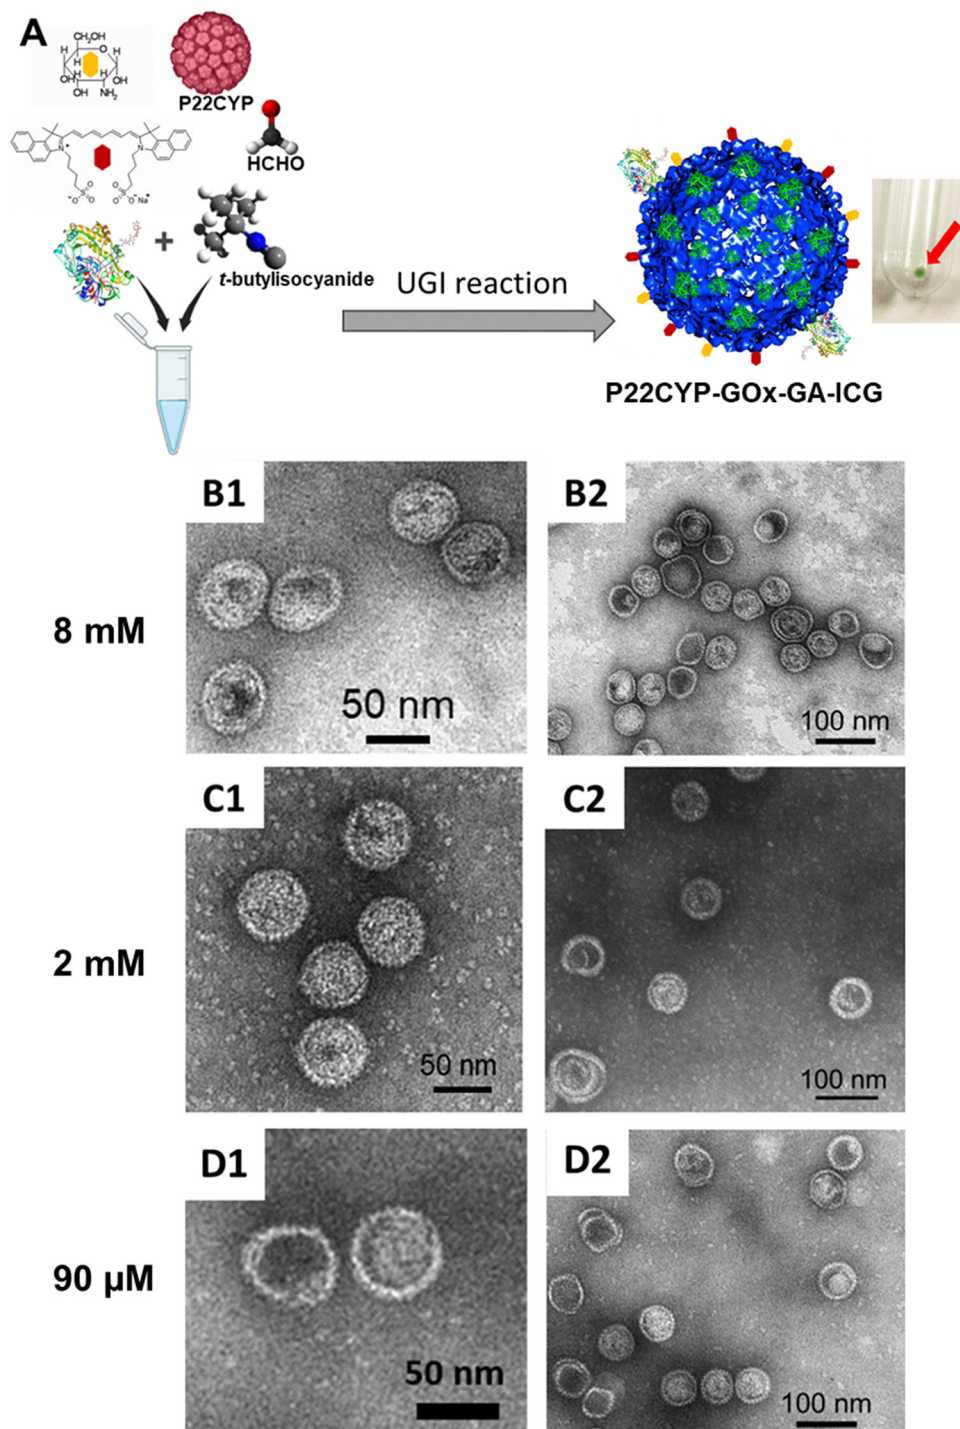 A
CH₂OH
H
O
H
H
H
H
OH
OH
OH
NH₂
P22CYP
HCHO
N⁺
N
O
S
O
⁻O
O
S
O
O⁻Na⁺
+
t-butylisocyanide
UGI reaction
P22CYP-GOx-GA-ICG
B1
B2
8 mM
50 nm
100 nm
C1
C2
2 mM
50 nm
100 nm
D1
D2
90 µM
50 nm
100 nm